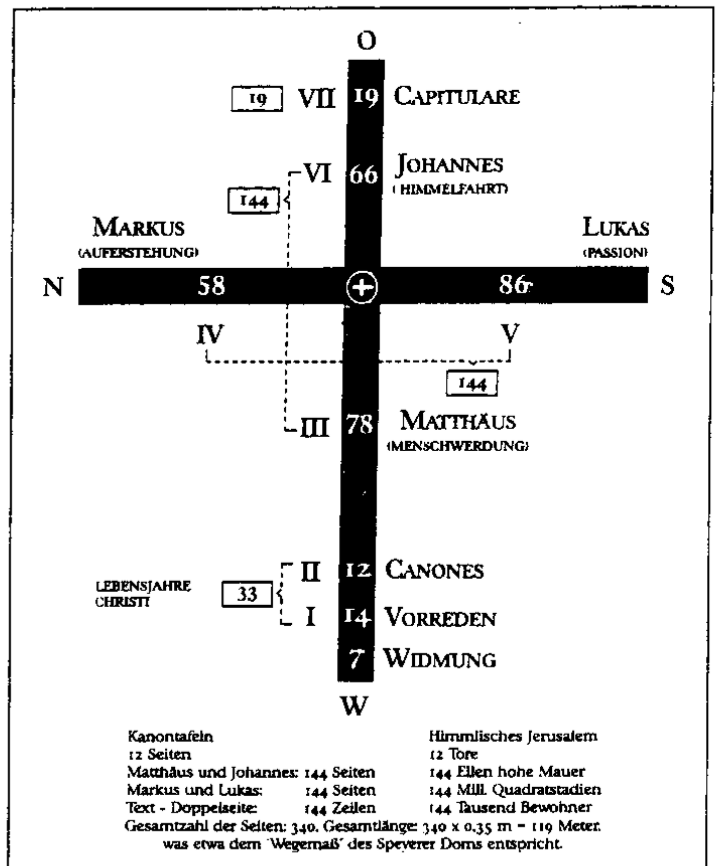 O
19 VII 19 CAPITULARE
VI 66 JOHANNES
(HIMMELFAHRT)
144
MARKUS LUKAS
(AUFERSTEHUNG) (PASSION)
N 58 86 S
IV V
144
III 78 MATTHÄUS
(MENSCHWERDUNG)
II 12 CANONES
LEBENSJAHRE
CHRISTI
33
I 14 VORREDEN
7 WIDMUNG
W
Kanontafeln Himmlisches Jerusalem
12 Seiten 12 Tore
Matthäus und Johannes: 144 Seiten 144 Ellen hohe Mauer
Markus und Lukas: 144 Seiten 144 Mill. Quadratstadien
Text - Doppelseite: 144 Zeilen 144 Tausend Bewohner
Gesamtzahl der Seiten: 340. Gesamtlänge: 340 x 0.35 m = 119 Meter.
was etwa dem "Wegemaß" des Speyerer Doms entspricht.